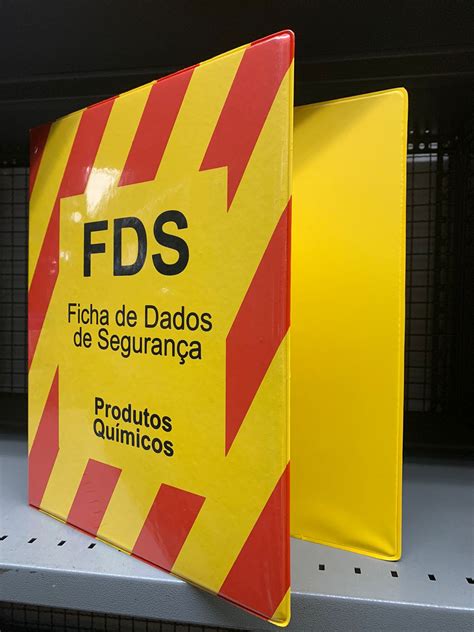 FDS
Ficha de Dados
de Segurança
Produtos
Químicos